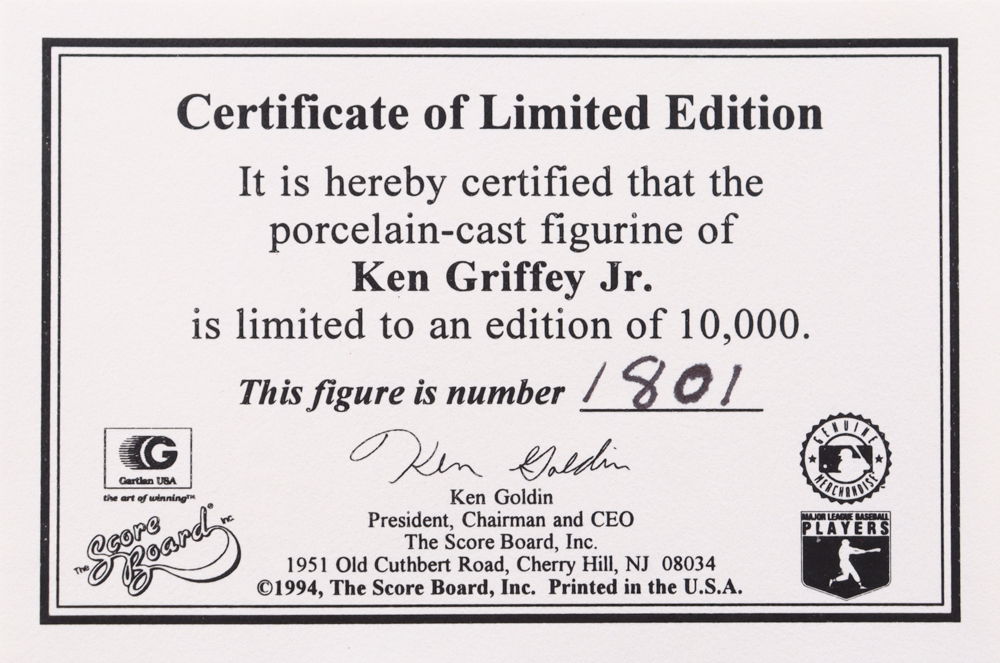 Certificate of Limited Edition
It is hereby certified that the
porcelain-cast figurine of
Ken Griffey Jr.
is limited to an edition of 10,000.
This figure is number 1801
G
Gartlan USA
the art of winning™
The Score Board® Inc.
Ken Goldin
Ken Goldin
President, Chairman and CEO
The Score Board, Inc.
1951 Old Cuthbert Road, Cherry Hill, NJ 08034
©1994, The Score Board, Inc. Printed in the U.S.A.
GENUINE
MERCHANDISE
MAJOR LEAGUE BASEBALL
PLAYERS